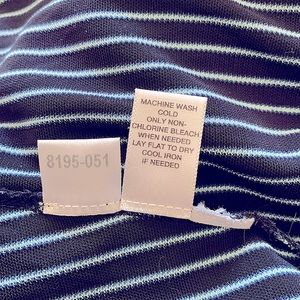 8195-051
MACHINE WASH
COLD
ONLY NON-
CHLORINE BLEACH
WHEN NEEDED
LAY FLAT TO DRY
COOL IRON
IF NEEDED